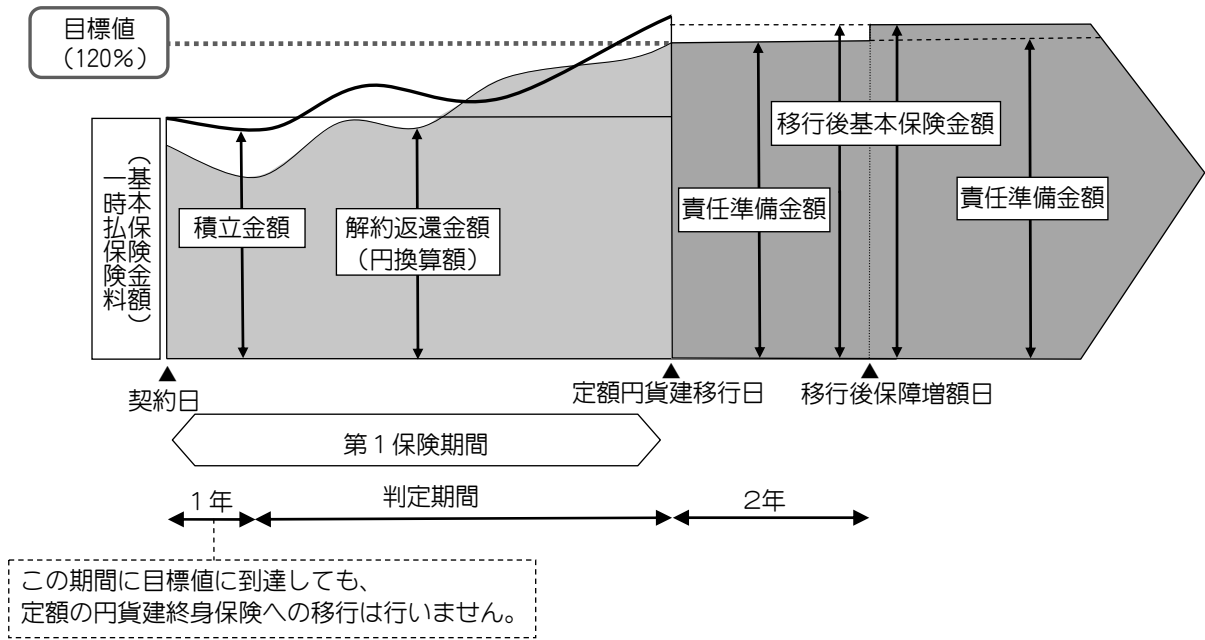 目標値
(120%)
一時払保険料
(基本保険金額)
積立金額
解約返還金額
(円換算額)
責任準備金額
移行後基本保険金額
責任準備金額
▲
契約日
▲
定額円貨建移行日
▲
移行後保障増額日
第1保険期間
1年
判定期間
2年
この期間に目標値に到達しても、
定額の円貨建終身保険への移行は行いません。